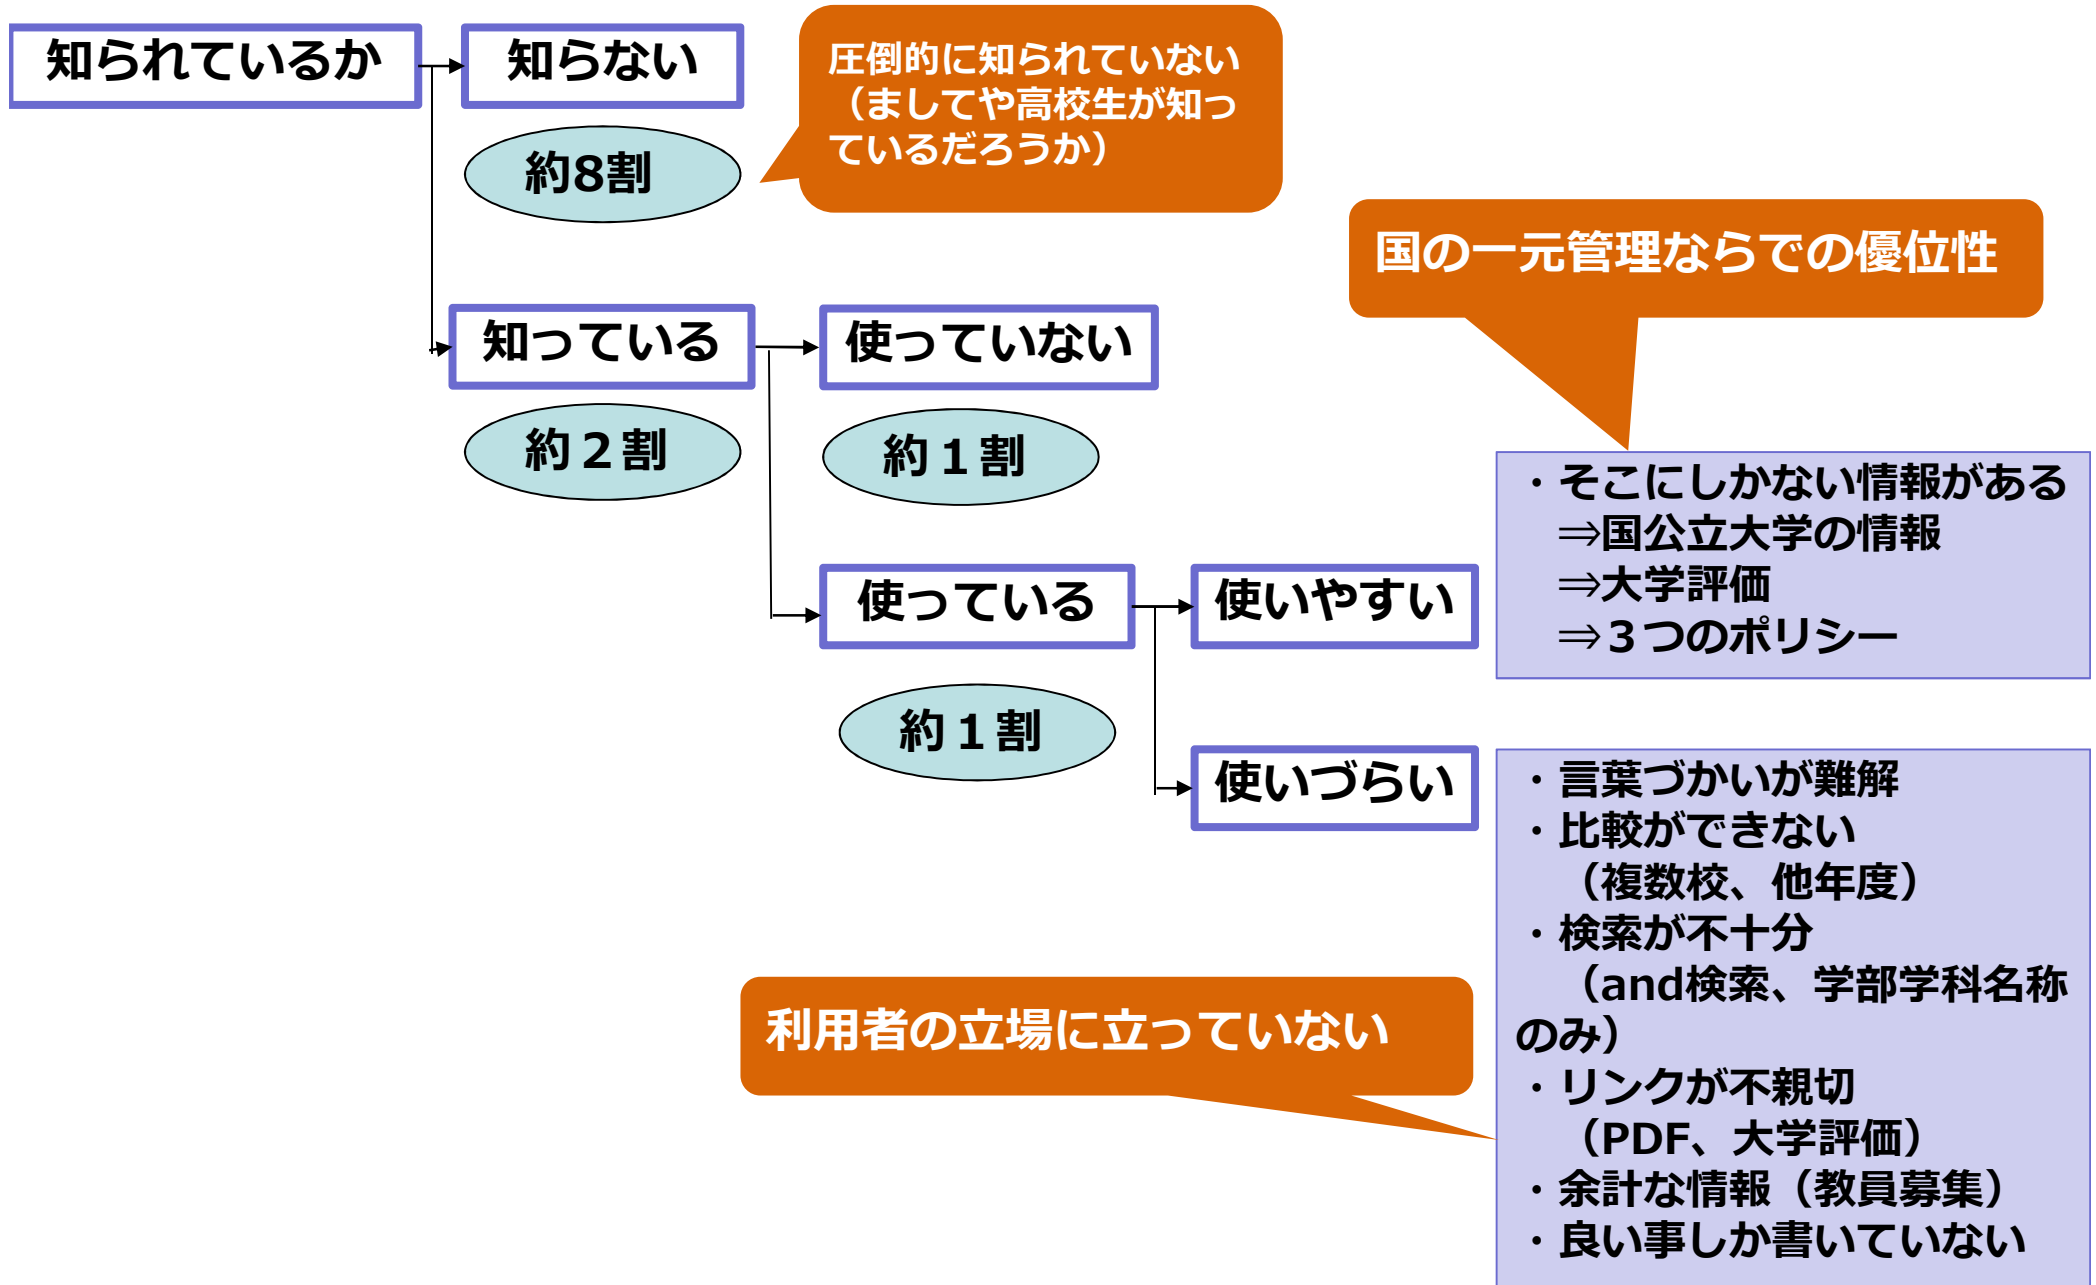 知られているか
知らない
約8割
圧倒的に知られていない
（ましてや高校生が知っ
ているだろうか）
国の一元管理ならでの優位性
知っている
使っていない
約２割
約１割
・そこにしかない情報がある
⇒国公立大学の情報
⇒大学評価
⇒３つのポリシー
使っている
使いやすい
約１割
使いづらい
・言葉づかいが難解
・比較ができない
（複数校、他年度）
・検索が不十分
（and検索、学部学科名称
のみ）
・リンクが不親切
（PDF、大学評価）
・余計な情報（教員募集）
・良い事しか書いていない
利用者の立場に立っていない